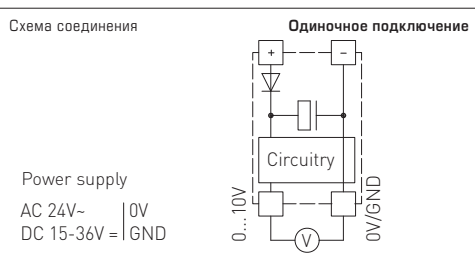 Схема соединения
Одиночное подключение
+ −
Circuitry
Power supply
AC 24V~ | 0V
DC 15-36V = | GND
0...10V
0V/GND
V